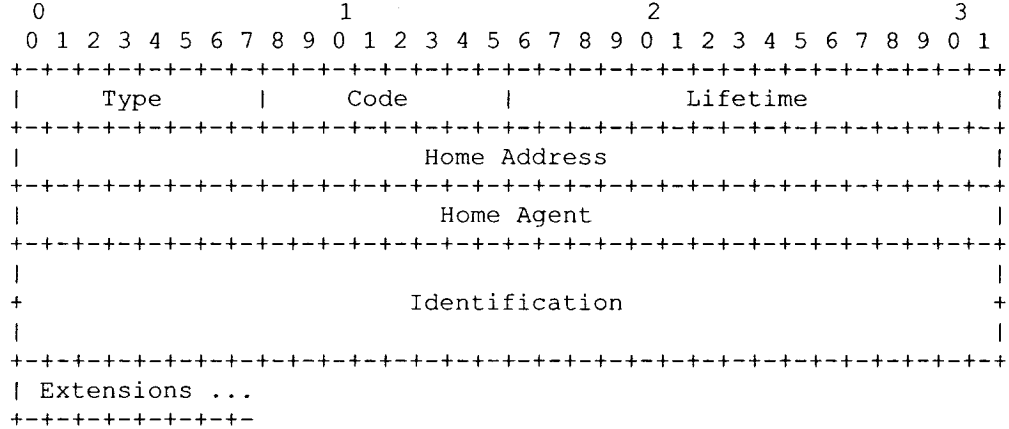 0                   1                   2                   3
 0 1 2 3 4 5 6 7 8 9 0 1 2 3 4 5 6 7 8 9 0 1 2 3 4 5 6 7 8 9 0 1
+-+-+-+-+-+-+-+-+-+-+-+-+-+-+-+-+-+-+-+-+-+-+-+-+-+-+-+-+-+-+-+-+
|     Type      |     Code      |           Lifetime            |
+-+-+-+-+-+-+-+-+-+-+-+-+-+-+-+-+-+-+-+-+-+-+-+-+-+-+-+-+-+-+-+-+
|                          Home Address                         |
+-+-+-+-+-+-+-+-+-+-+-+-+-+-+-+-+-+-+-+-+-+-+-+-+-+-+-+-+-+-+-+-+
|                           Home Agent                          |
+-+-+-+-+-+-+-+-+-+-+-+-+-+-+-+-+-+-+-+-+-+-+-+-+-+-+-+-+-+-+-+-+
|                                                               |
+                         Identification                        +
|                                                               |
+-+-+-+-+-+-+-+-+-+-+-+-+-+-+-+-+-+-+-+-+-+-+-+-+-+-+-+-+-+-+-+-+
| Extensions ...
+-+-+-+-+-+-+-+-